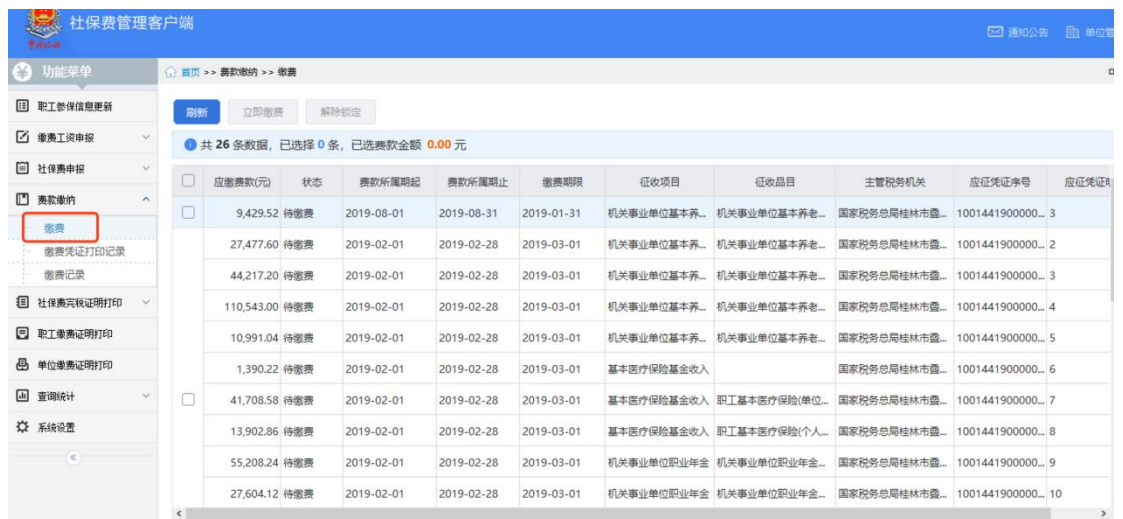 社保费管理客户端
通知公告 单位管
功能菜单
首页 >> 费款缴纳 >> 缴费
职工参保信息更新
缴费工资申报
社保费申报
费款缴纳
缴费
缴费凭证打印记录
缴费记录
社保费完税证明打印
职工缴费证明打印
单位缴费证明打印
查询统计
系统设置
刷新 立即缴费 解除锁定
共 26 条数据，已选择 0 条，已选费款金额 0.00 元
应缴费款(元) 状态 费款所属期起 费款所属期止 缴费期限 征收项目 征收品目 主管税务机关 应征凭证序号 应征凭证明
9,429.52 待缴费 2019-08-01 2019-08-31 2019-01-31 机关事业单位基本养... 机关事业单位基本养老... 国家税务总局桂林市叠... 1001441900000... 3
27,477.60 待缴费 2019-02-01 2019-02-28 2019-03-01 机关事业单位基本养... 机关事业单位基本养老... 国家税务总局桂林市叠... 1001441900000... 2
44,217.20 待缴费 2019-02-01 2019-02-28 2019-03-01 机关事业单位基本养... 机关事业单位基本养老... 国家税务总局桂林市叠... 1001441900000... 3
110,543.00 待缴费 2019-02-01 2019-02-28 2019-03-01 机关事业单位基本养... 机关事业单位基本养老... 国家税务总局桂林市叠... 1001441900000... 4
10,991.04 待缴费 2019-02-01 2019-02-28 2019-03-01 机关事业单位基本养... 机关事业单位基本养老... 国家税务总局桂林市叠... 1001441900000... 5
1,390.22 待缴费 2019-02-01 2019-02-28 2019-03-01 基本医疗保险基金收入 国家税务总局桂林市叠... 1001441900000... 6
41,708.58 待缴费 2019-02-01 2019-02-28 2019-03-01 基本医疗保险基金收入 职工基本医疗保险(单位... 国家税务总局桂林市叠... 1001441900000... 7
13,902.86 待缴费 2019-02-01 2019-02-28 2019-03-01 基本医疗保险基金收入 职工基本医疗保险(个人... 国家税务总局桂林市叠... 1001441900000... 8
55,208.24 待缴费 2019-02-01 2019-02-28 2019-03-01 机关事业单位职业年金 机关事业单位职业年金... 国家税务总局桂林市叠... 1001441900000... 9
27,604.12 待缴费 2019-02-01 2019-02-28 2019-03-01 机关事业单位职业年金 机关事业单位职业年金... 国家税务总局桂林市叠... 1001441900000... 10